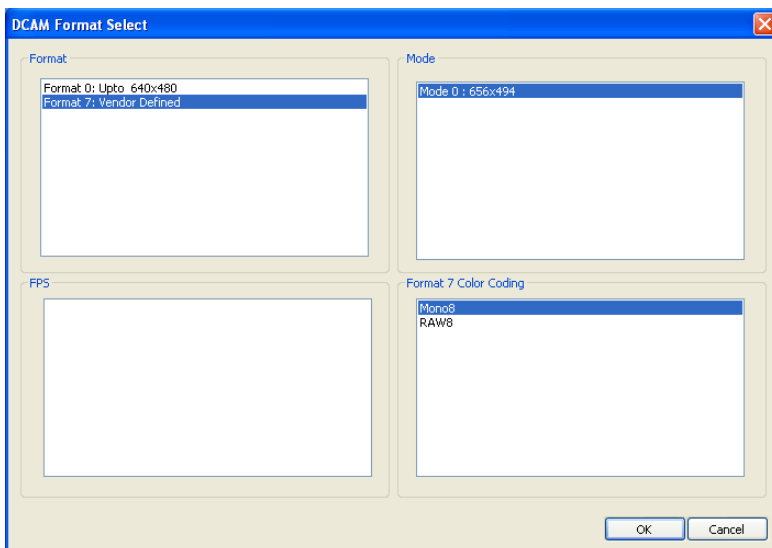 DCAM Format Select
Format
Format 0: Upto 640x480
Format 7: Vendor Defined
Mode
Mode 0 : 656x494
FPS
Format 7 Color Coding
Mono8
RAW8
OK
Cancel